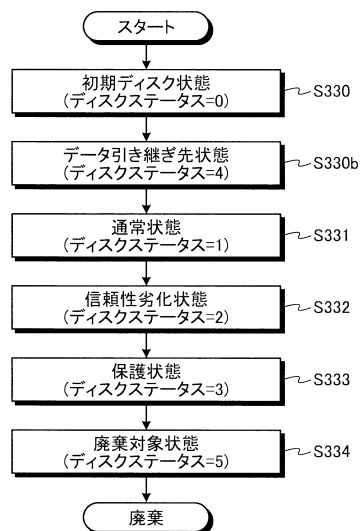 スタート
初期ディスク状態
(ディスクステータス=0)
S330
データ引き継ぎ先状態
(ディスクステータス=4)
S330b
通常状態
(ディスクステータス=1)
S331
信頼性劣化状態
(ディスクステータス=2)
S332
保護状態
(ディスクステータス=3)
S333
廃棄対象状態
(ディスクステータス=5)
S334
廃棄